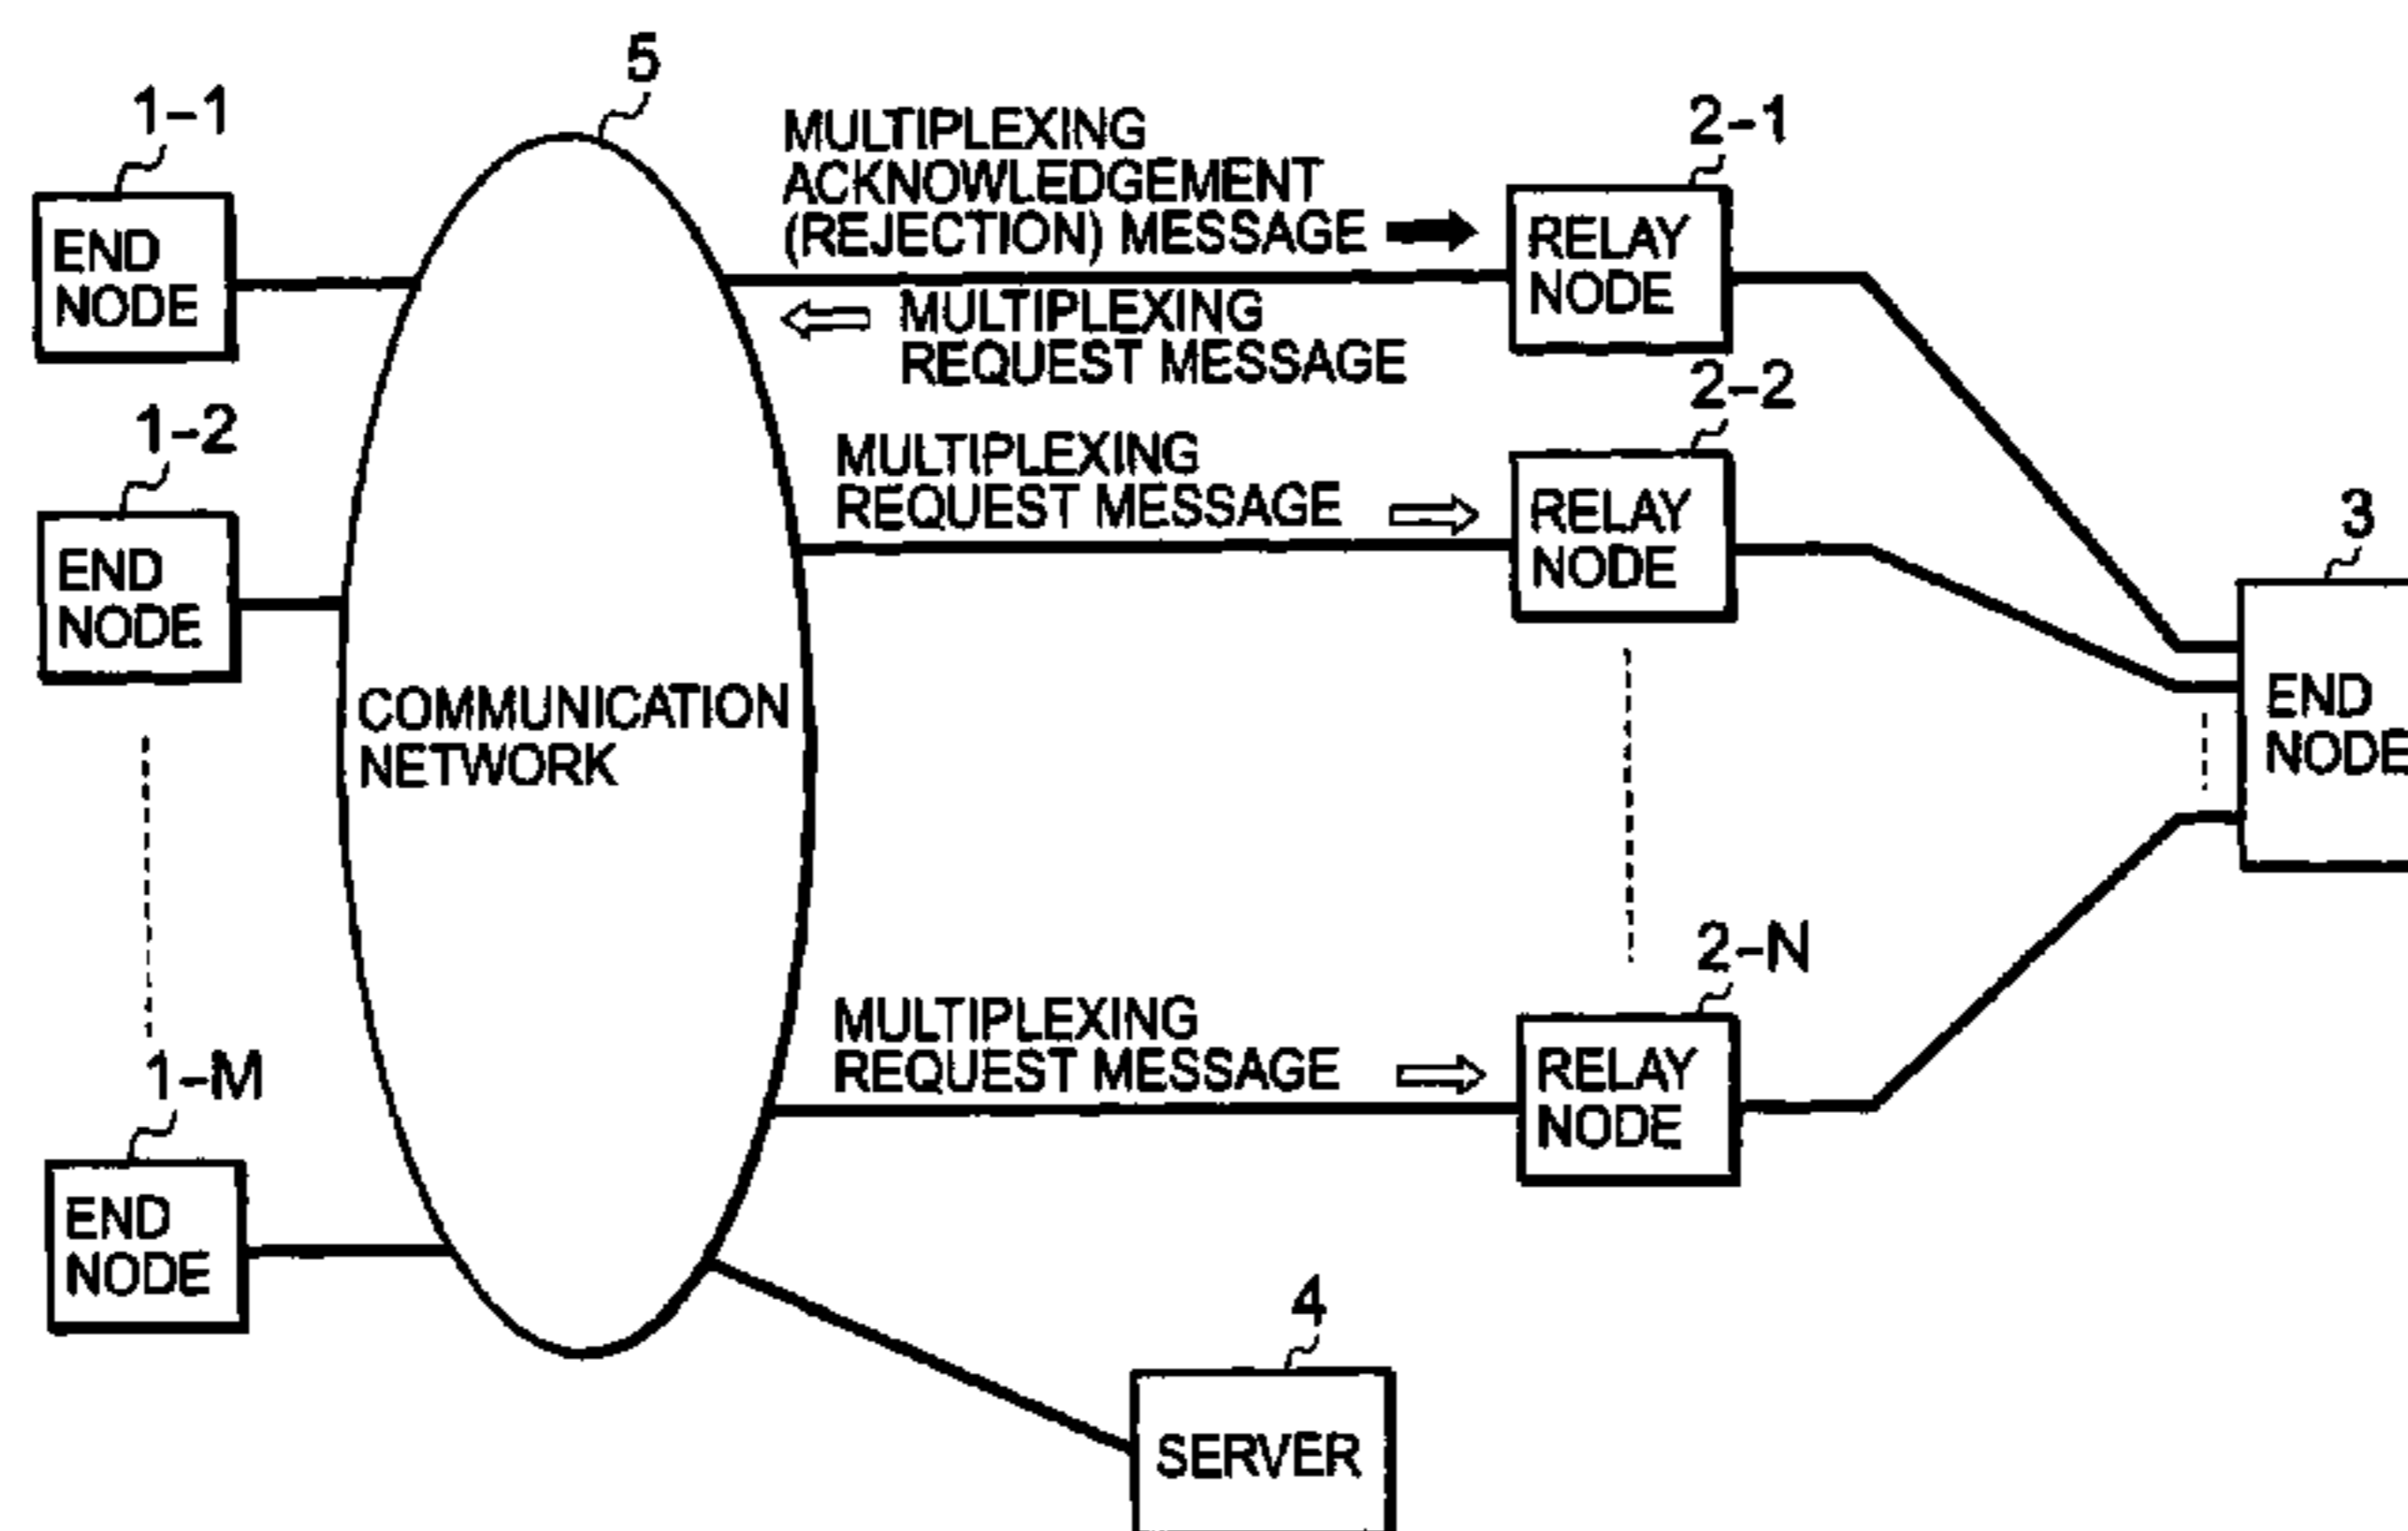 5
1-1
MULTIPLEXING
ACKNOWLEDGEMENT
(REJECTION) MESSAGE
2-1
END
NODE
RELAY
NODE
MULTIPLEXING
REQUEST MESSAGE
1-2
2-2
MULTIPLEXING
REQUEST MESSAGE
END
NODE
RELAY
NODE
3
COMMUNICATION
NETWORK
END
NODE
2-N
1-M
MULTIPLEXING
REQUEST MESSAGE
RELAY
NODE
END
NODE
4
SERVER